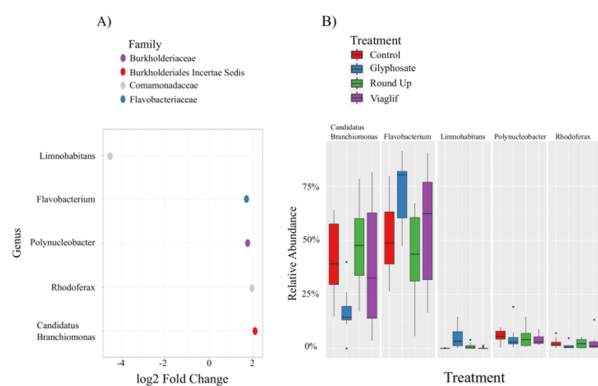 A)
Family
Burkholderiaceae
Burkholderiales Incertae Sedis
Comamonadaceae
Flavobacteriaceae
Genus
Limnohabitans
Flavobacterium
Polynucleobacter
Rhodoferax
Candidatus
Branchiomonas
-4 -2 0 2
log2 Fold Change
B)
Treatment
Control
Glyphosate
Round Up
Viaglif
Candidatus
Branchiomonas Flavobacterium Limnohabitans Polynucleobacter Rhodoferax
Relative Abundance
75%
50%
25%
0%
Treatment